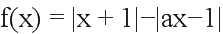 f(x) = |x + 1|–|ax–1|